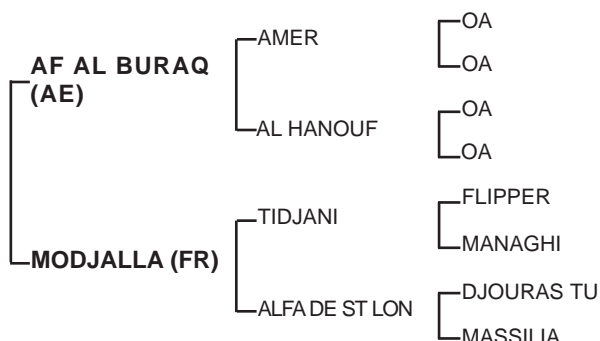 AF AL BURAQ
(AE)
AMER
OA
OA
AL HANOUF
OA
OA
MODJALLA (FR)
TIDJANI
FLIPPER
MANAGHI
ALFA DE ST LON
DJOURAS TU
MASSILIA